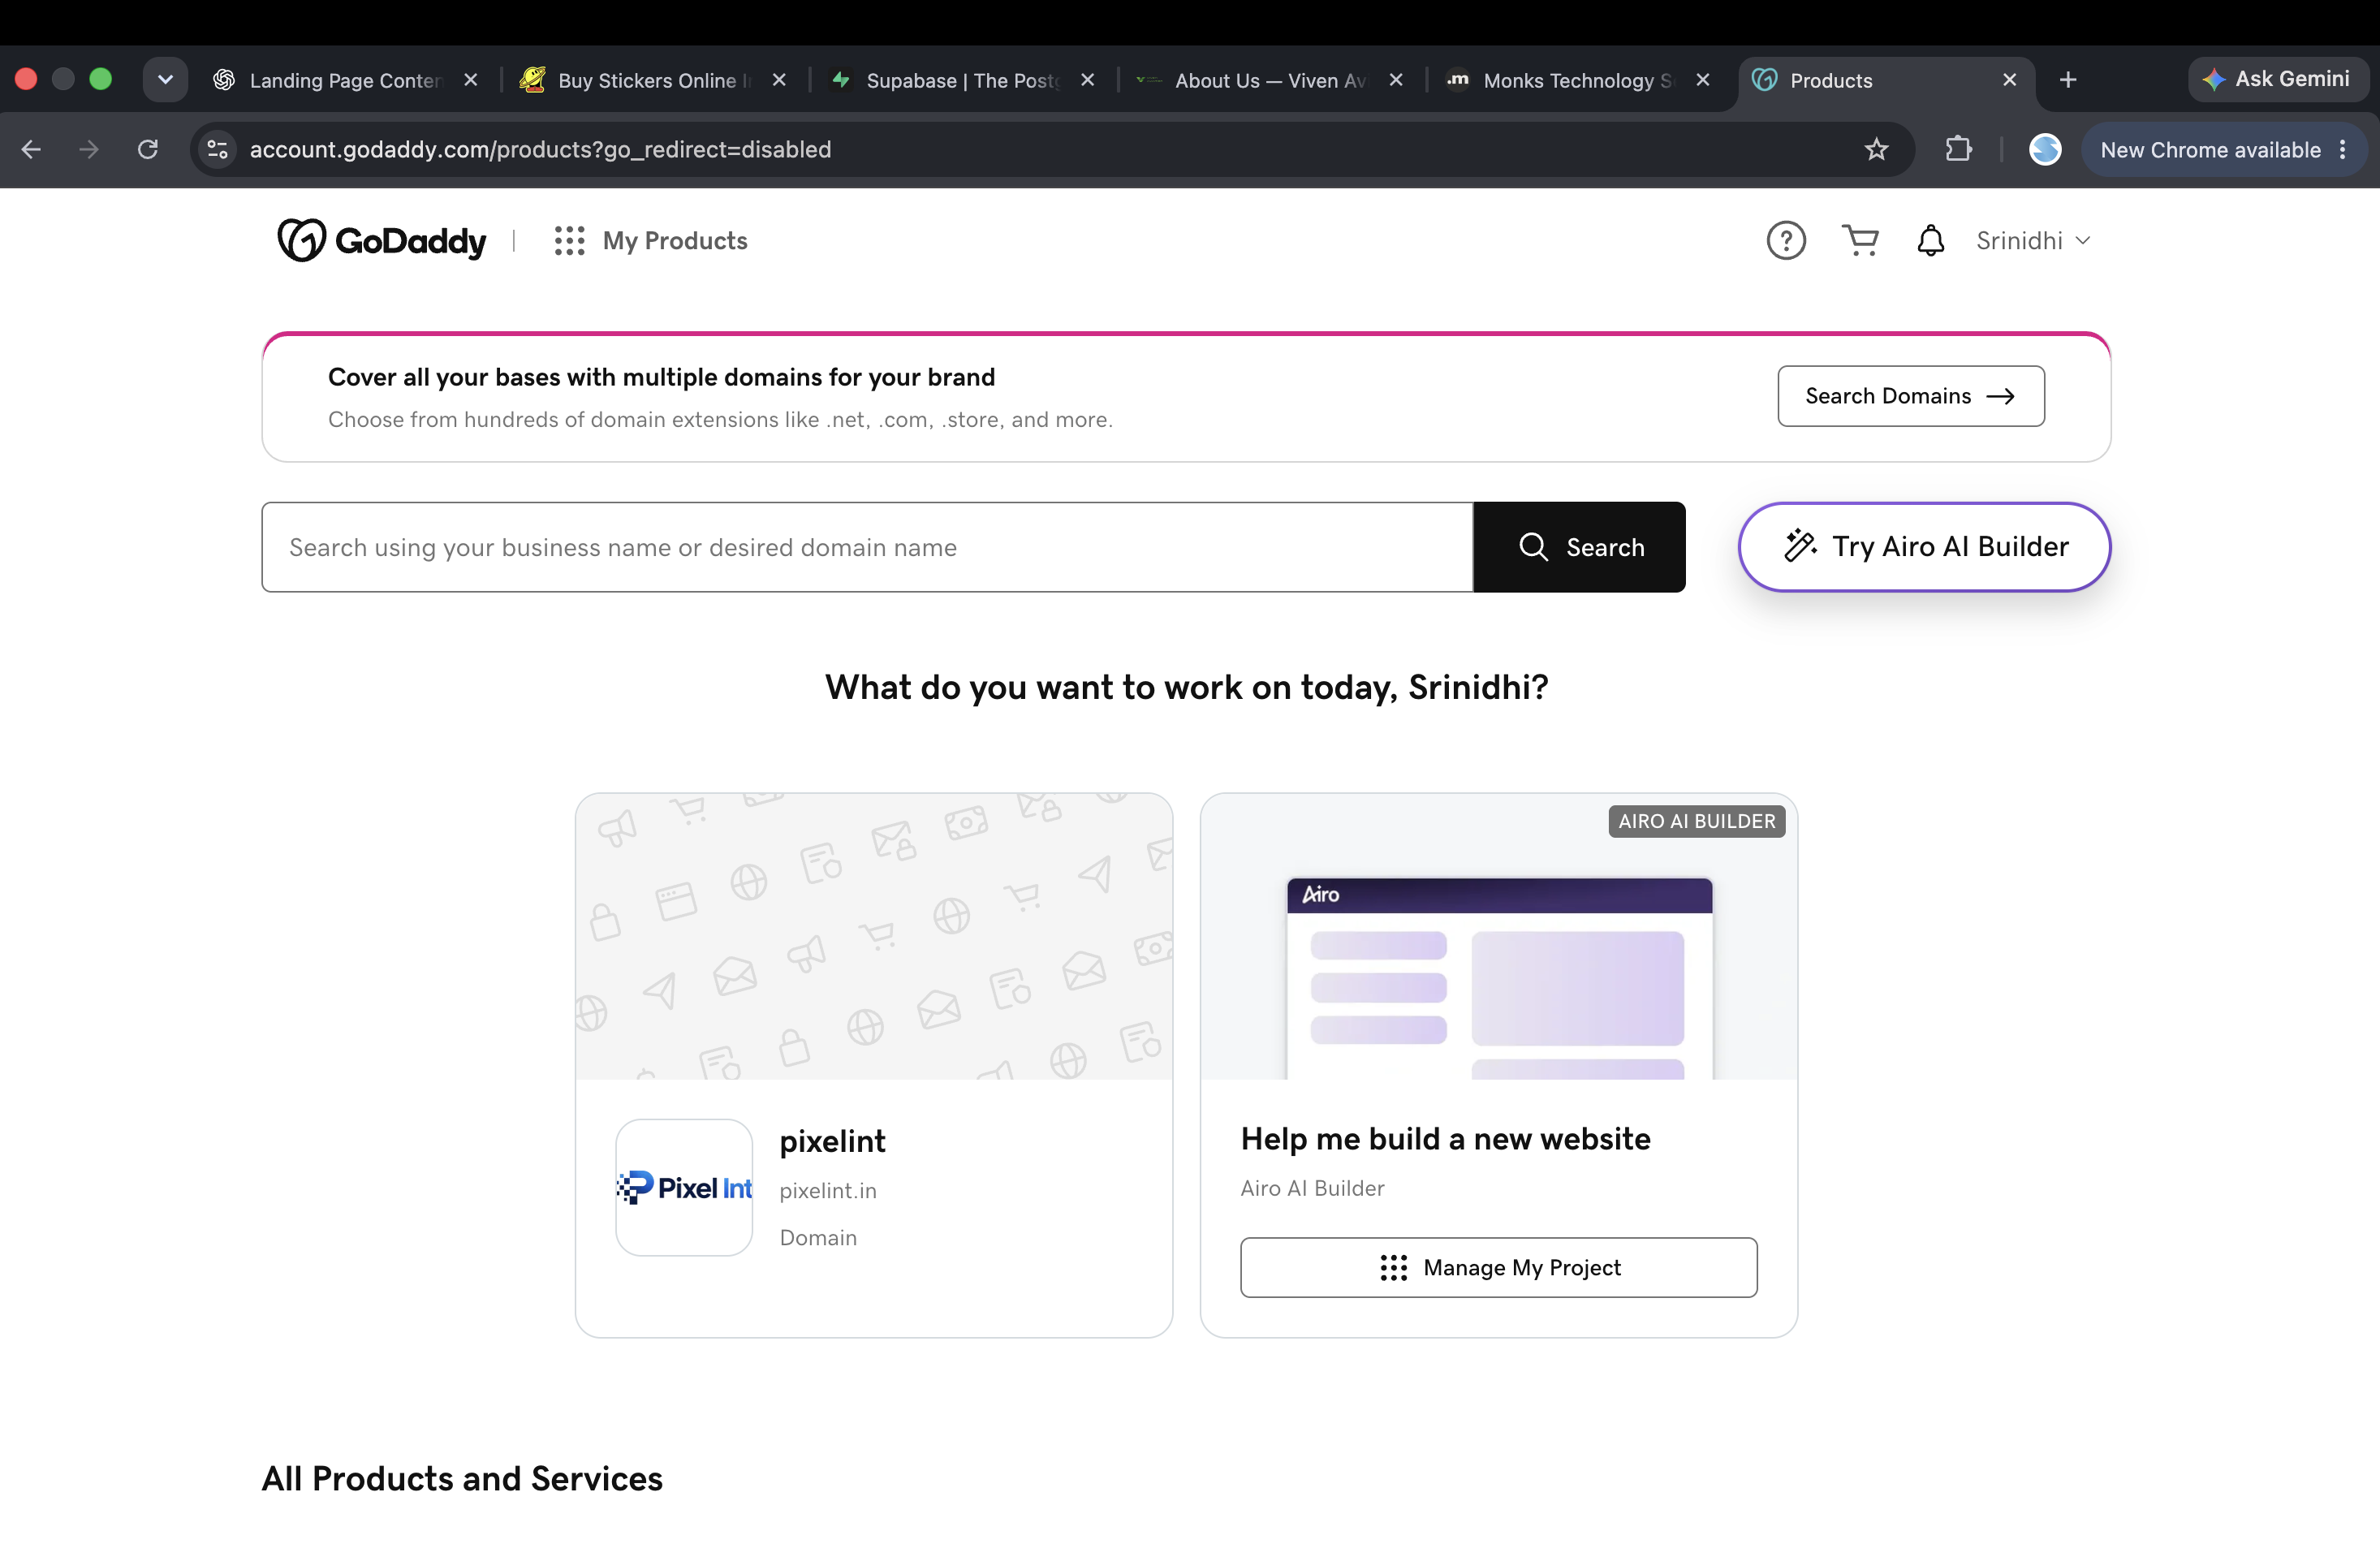 Landing Page Conten
Buy Stickers Online I
Supabase | The Postg
About Us — Viven Av
.m Monks Technology S
Products
Ask Gemini
account.godaddy.com/products?go_redirect=disabled
New Chrome available
GoDaddy
My Products
Srinidhi
Cover all your bases with multiple domains for your brand
Choose from hundreds of domain extensions like .net, .com, .store, and more.
Search Domains
Search using your business name or desired domain name
Search
Try Airo AI Builder
What do you want to work on today, Srinidhi?
AIRO AI BUILDER
Airo
Pixel Int
pixelint
pixelint.in
Domain
Help me build a new website
Airo AI Builder
Manage My Project
All Products and Services